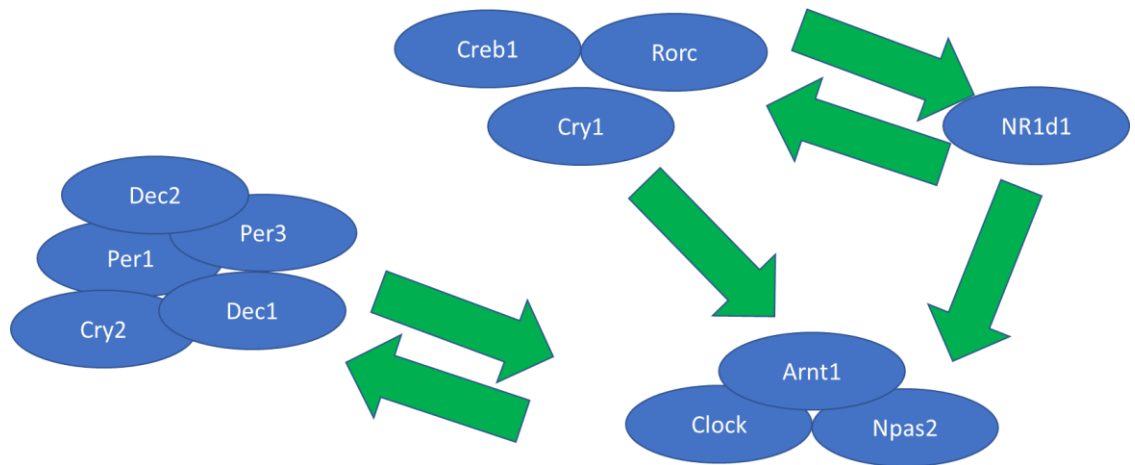 Creb1
Rorc
Cry1
NR1d1
Dec2
Per3
Per1
Dec1
Cry2
Arnt1
Clock
Npas2